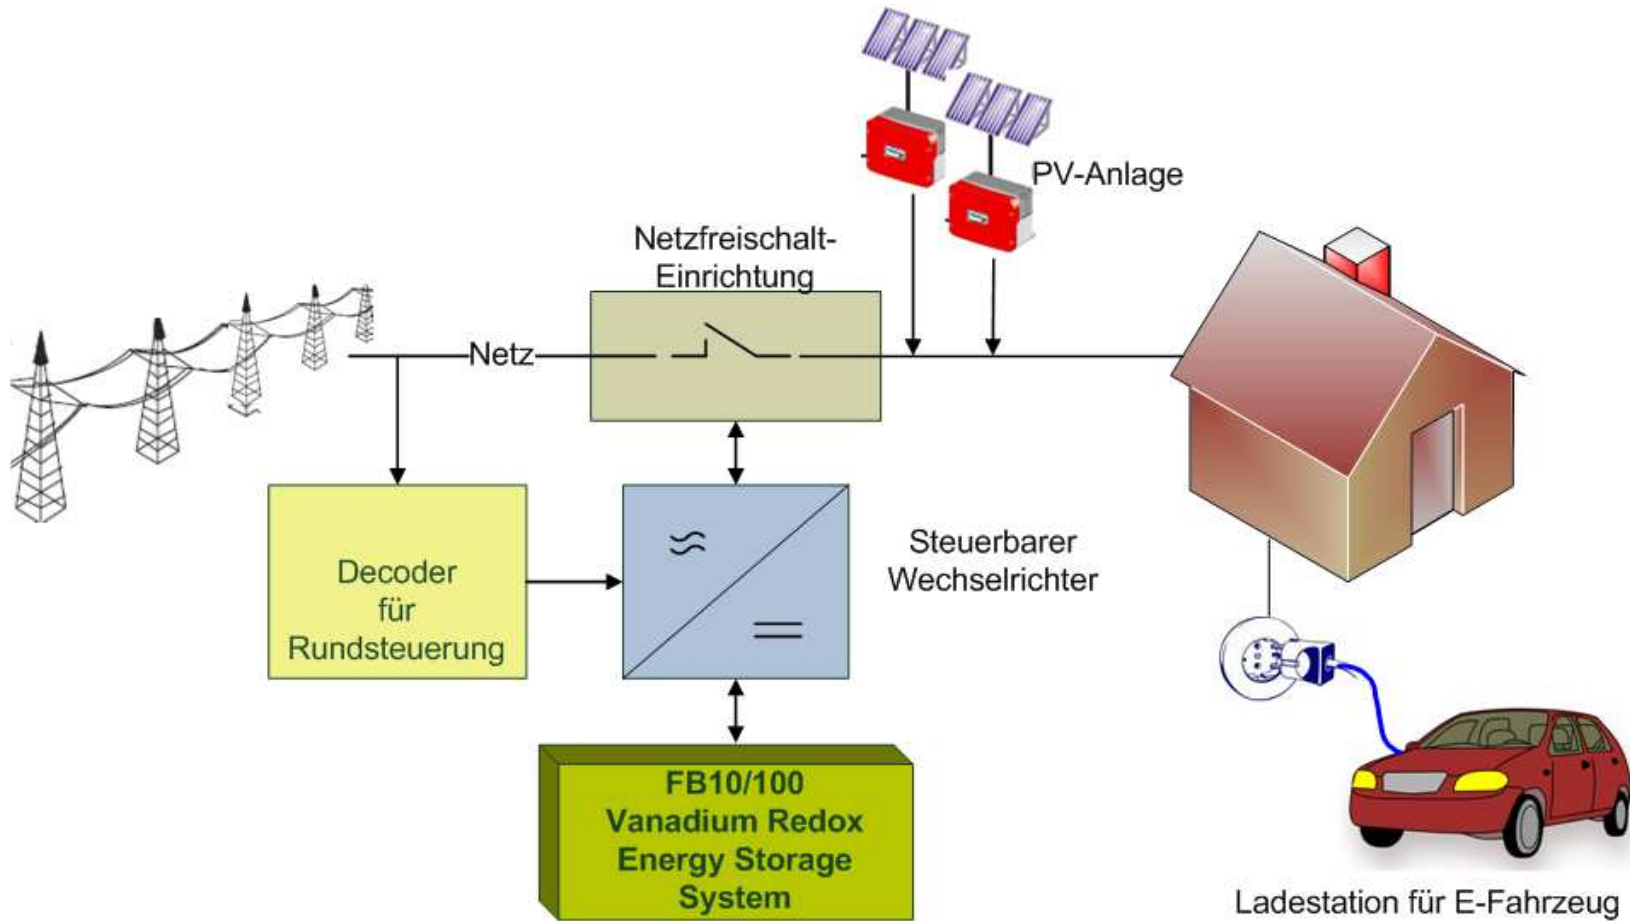 PV-Anlage
Netzfreischalt-
Einrichtung
Netz
Decoder
für
Rundsteuerung
Steuerbarer
Wechselrichter
FB10/100
Vanadium Redox
Energy Storage
System
Ladestation für E-Fahrzeug